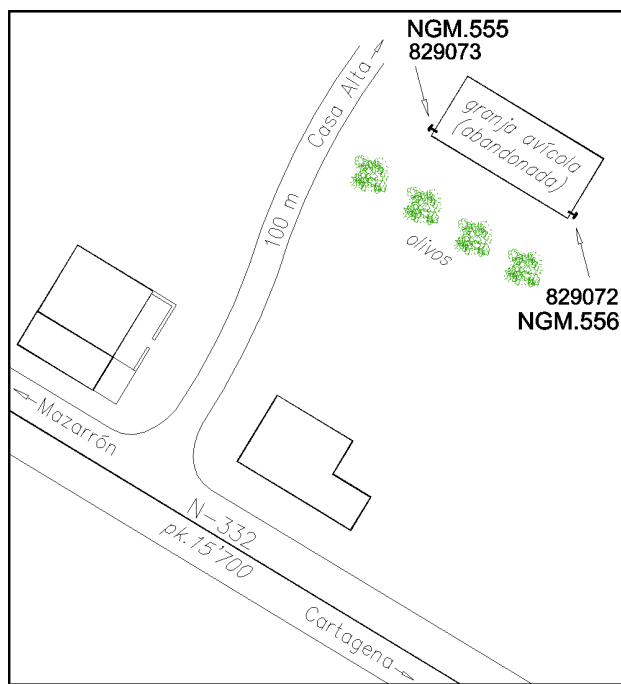 NGM.555
829073
Casa Alta
granja avícola
(abandonada)
100 m
olivos
829072
NGM.556
Mazarrón
N-332
pk.15'700
Cartagena